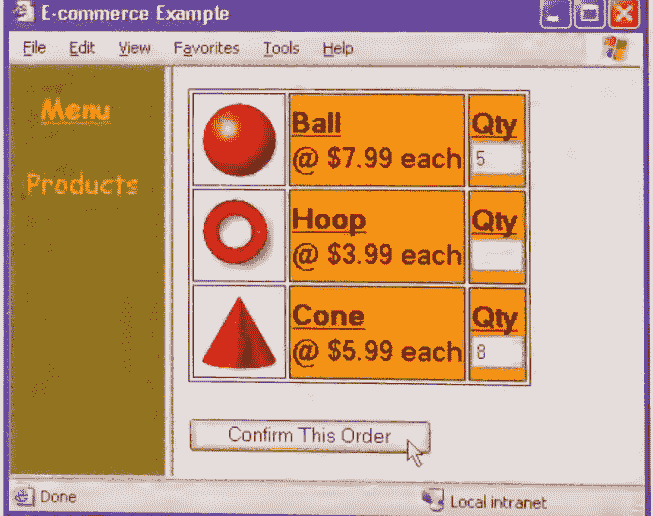 E-commerce Example
File Edit View Favorites Tools Help
Menu
Products
Ball
@ $7.99 each
Qty
5
Hoop
@ $3.99 each
Qty
Cone
@ $5.99 each
Qty
8
Confirm This Order
Done
Local intranet